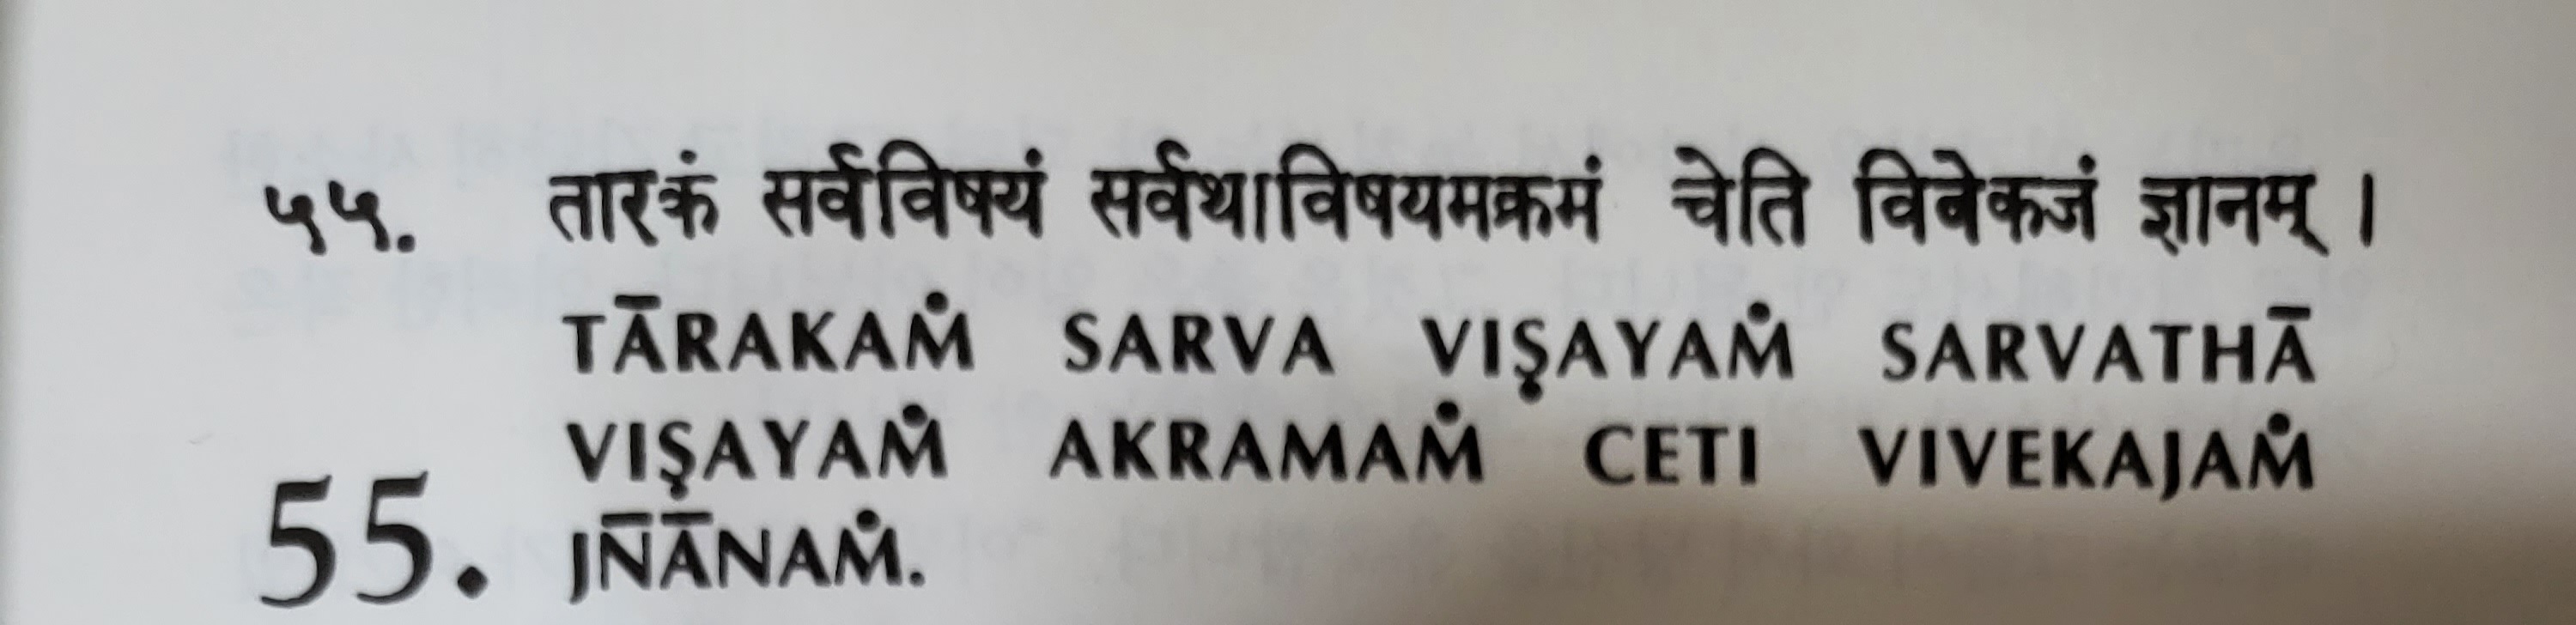 ५५. तारकं सर्वविषयं सर्वथाविषयमक्रमं चेति विवेकजं ज्ञानम् ।
TĀRAKAṀ SARVA VIṢAYAṀ SARVATHĀ
VIṢAYAṀ AKRAMAṀ CETI VIVEKAJAṀ
55. JÑĀNAṀ.